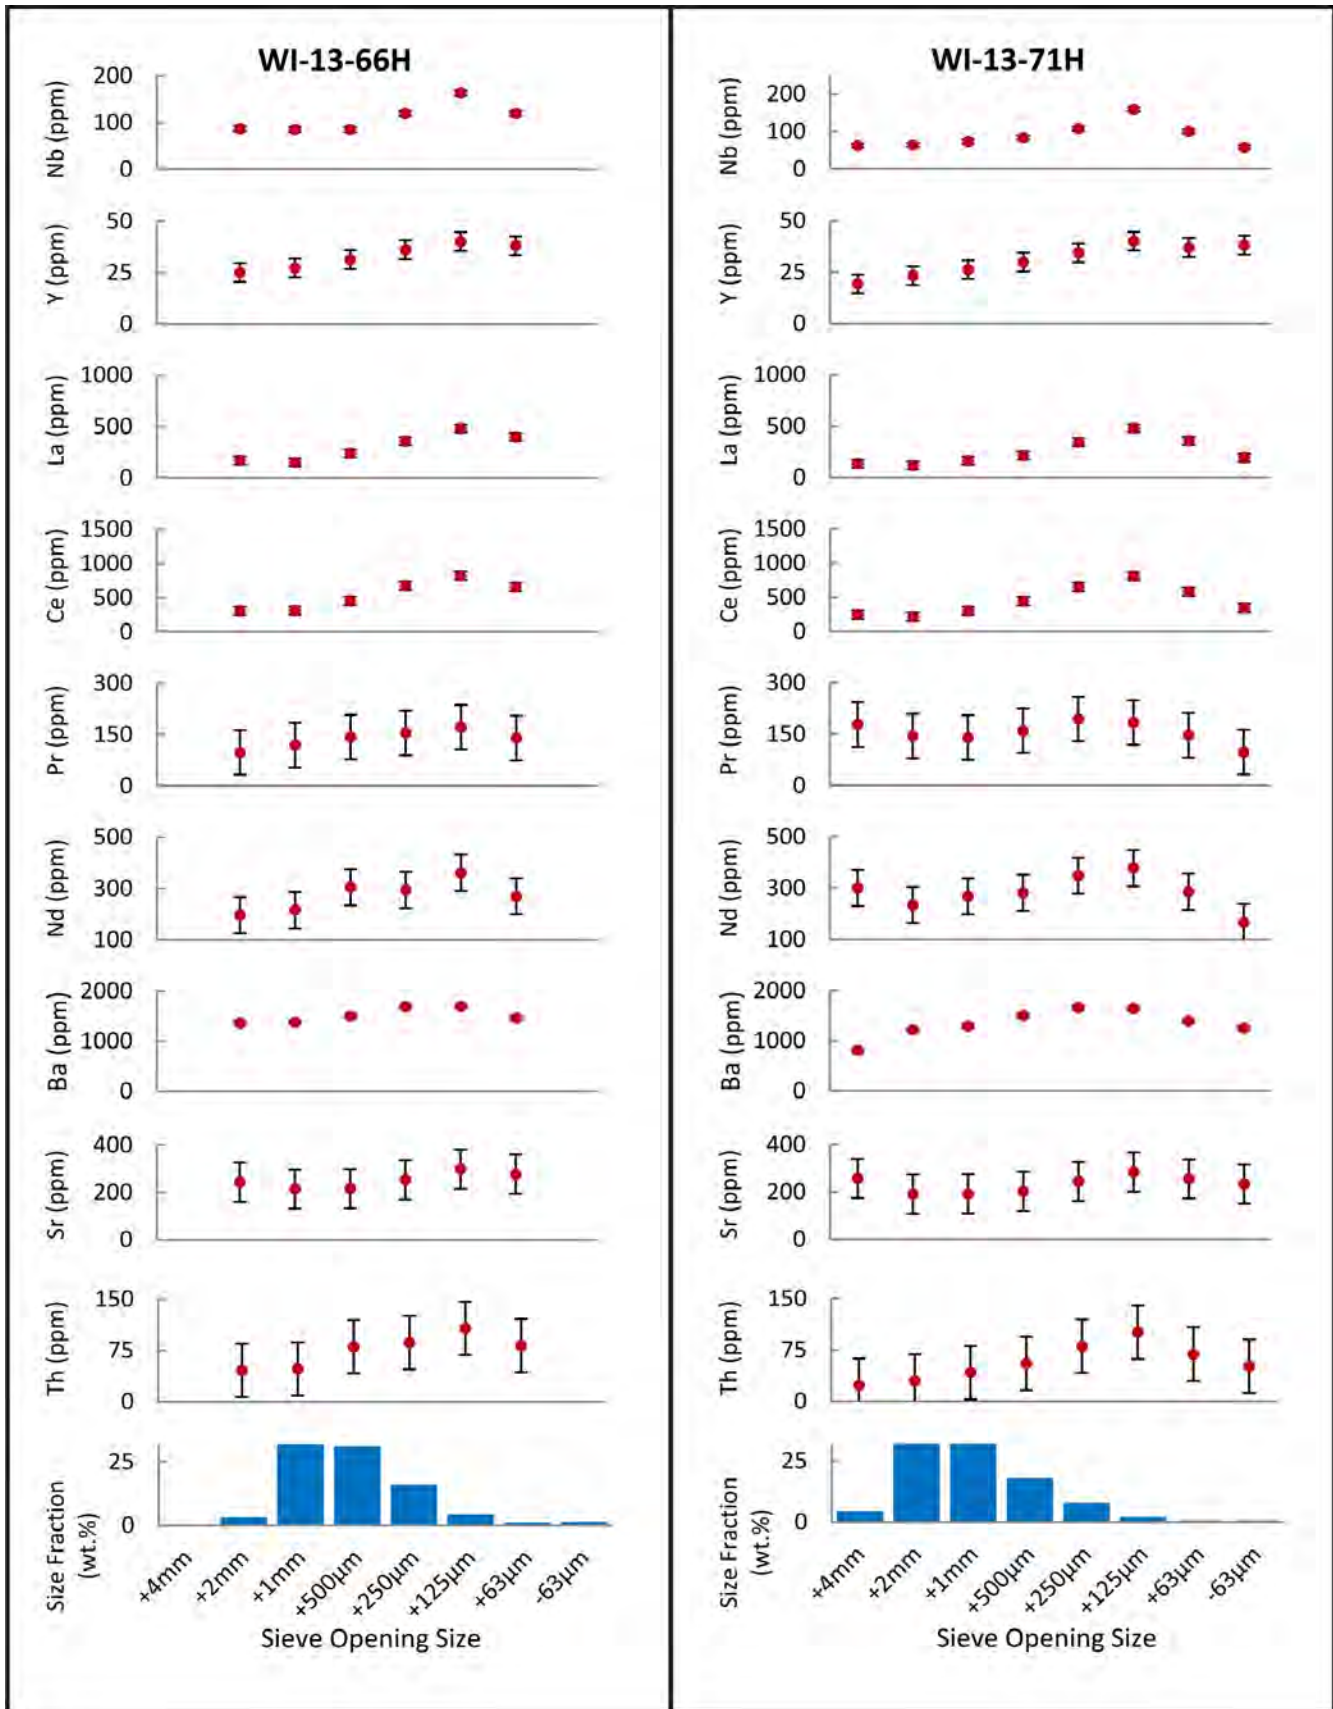 WI-13-66H
Nb (ppm)
200
100
0
Y (ppm)
50
25
0
La (ppm)
1000
500
0
Ce (ppm)
1500
1000
500
0
Pr (ppm)
300
150
0
Nd (ppm)
500
300
100
Ba (ppm)
2000
1000
0
Sr (ppm)
400
200
0
Th (ppm)
150
75
0
Size Fraction
(wt.%)
25
0
+4mm
+2mm
+1mm
+500μm
+250μm
+125μm
+63μm
-63μm
Sieve Opening Size
WI-13-71H
Nb (ppm)
200
100
0
Y (ppm)
50
25
0
La (ppm)
1000
500
0
Ce (ppm)
1500
1000
500
0
Pr (ppm)
300
150
0
Nd (ppm)
500
300
100
Ba (ppm)
2000
1000
0
Sr (ppm)
400
200
0
Th (ppm)
150
75
0
Size Fraction
(wt.%)
25
0
+4mm
+2mm
+1mm
+500μm
+250μm
+125μm
+63μm
-63μm
Sieve Opening Size